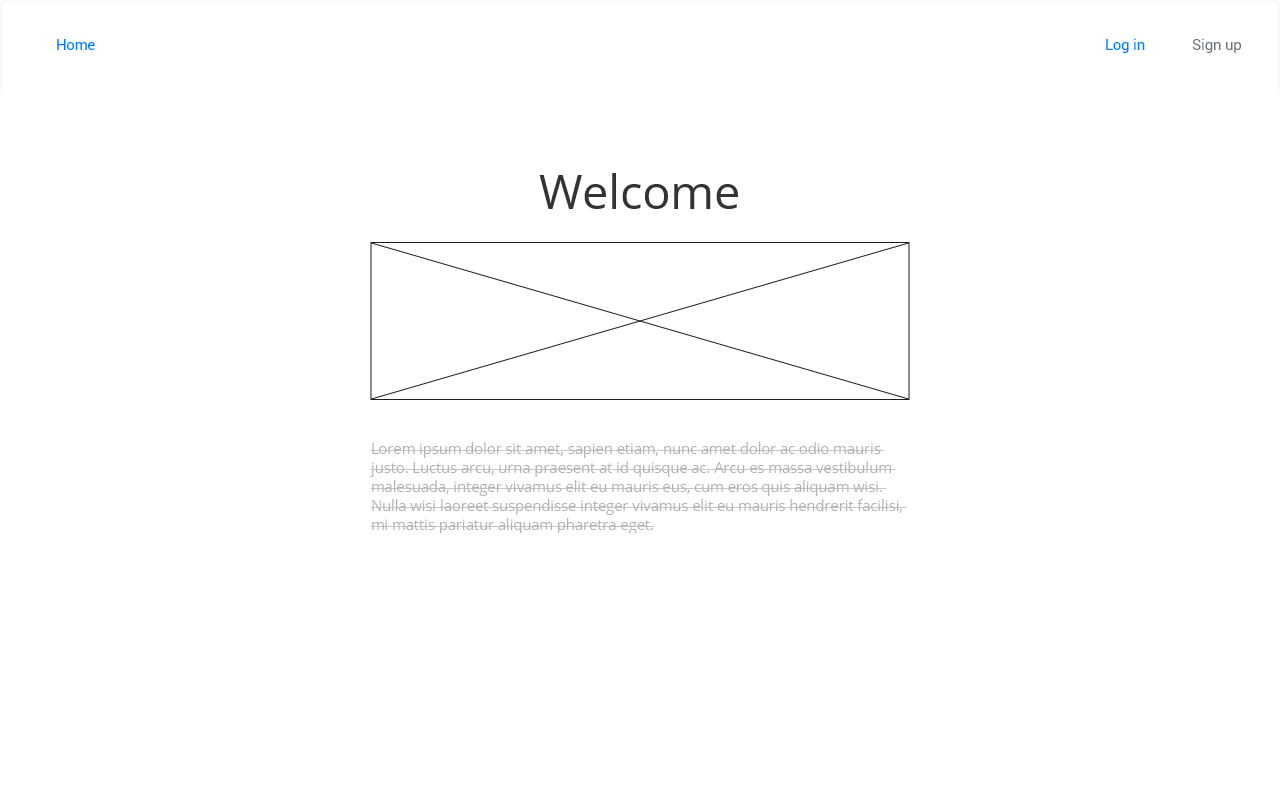 Home Log in Sign up
Welcome
Lorem ipsum dolor sit amet, sapien etiam, nunc amet dolor ac odio mauris
justo. Luctus arcu, urna praesent at id quisque ac. Arcu es massa vestibulum
malesuada, integer vivamus elit eu mauris eus, cum eros quis aliquam wisi.
Nulla wisi laoreet suspendisse integer vivamus elit eu mauris hendrerit facilisi,
mi mattis pariatur aliquam pharetra eget.